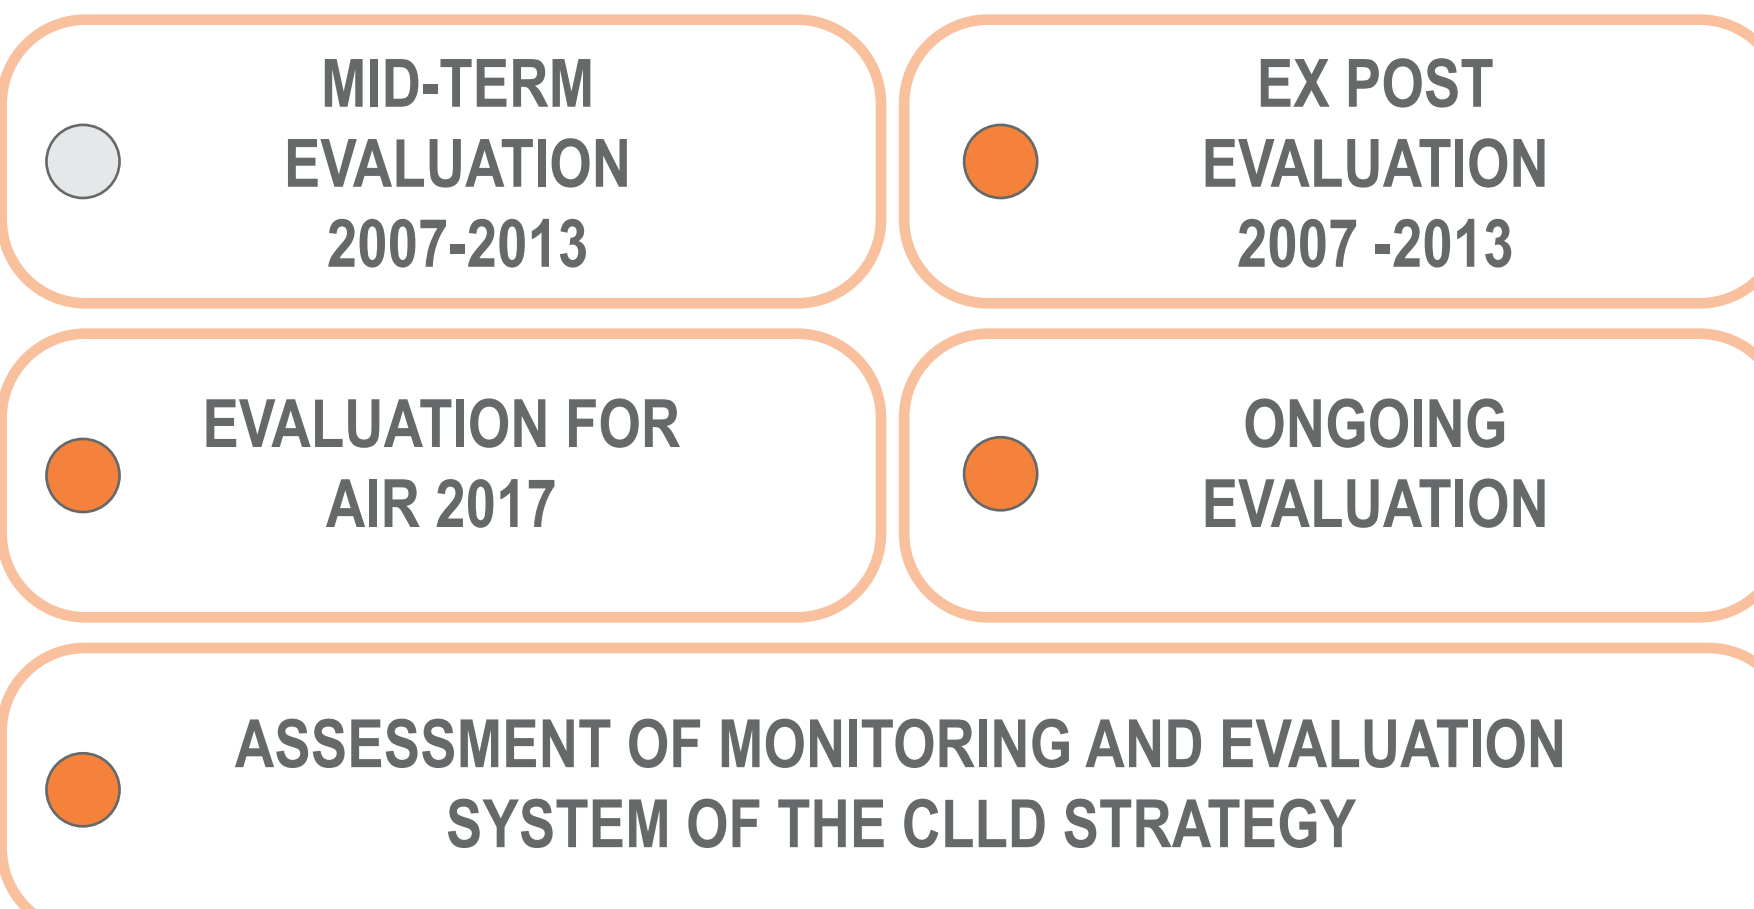 MID-TERM
EVALUATION
2007-2013
EX POST
EVALUATION
2007 -2013
EVALUATION FOR
AIR 2017
ONGOING
EVALUATION
ASSESSMENT OF MONITORING AND EVALUATION
SYSTEM OF THE CLLD STRATEGY